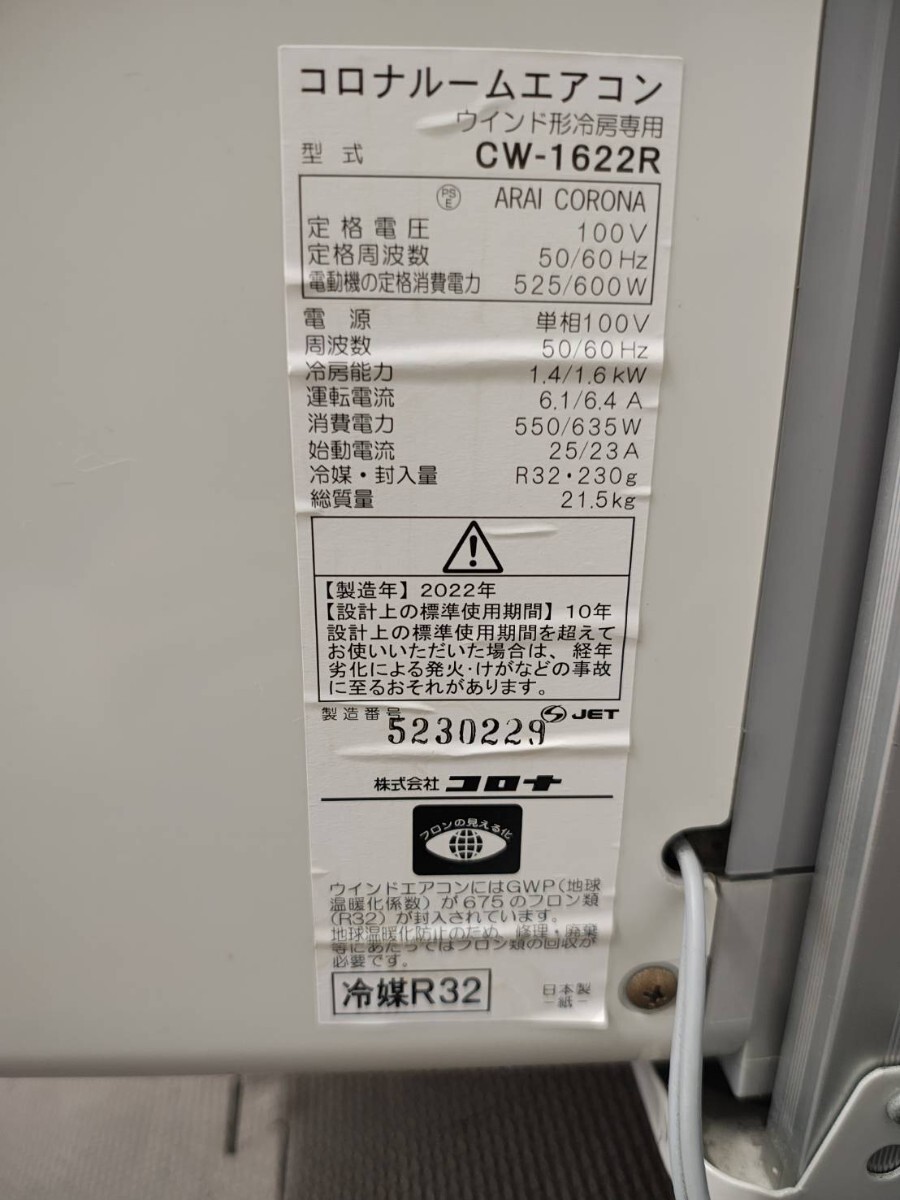 コロナルームエアコン
ウインド形冷房専用
型式 CW-1622R
PSE ARAI CORONA
定格電圧 100V
定格周波数 50/60Hz
電動機の定格消費電力 525/600W
電源 単相100V
周波数 50/60Hz
冷房能力 1.4/1.6kW
運転電流 6.1/6.4A
消費電力 550/635W
始動電流 25/23A
冷媒・封入量 R32・230g
総質量 21.5kg
【製造年】2022年
【設計上の標準使用期間】10年
設計上の標準使用期間を超えて
お使いいただいた場合は、経年
劣化による発火・けがなどの事故
に至るおそれがあります。
製造番号 5230229 JET
株式会社 コロナ
フロンの見える化
ウインドエアコンにはGWP(地球
温暖化係数)が675のフロン類
(R32)が封入されています。
地球温暖化防止のため、修理・廃棄
等にあたってはフロン類の回収が
必要です。
冷媒R32 日本製
-紙-